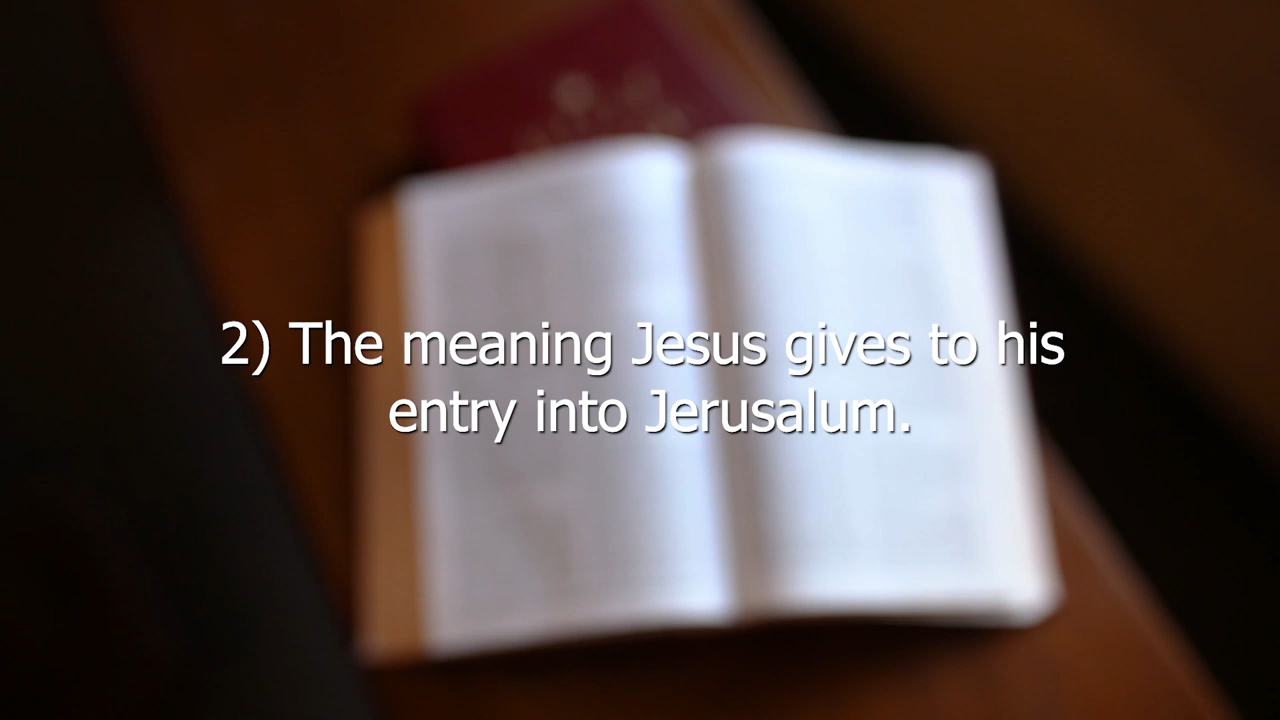 2) The meaning Jesus gives to his
entry into Jerusalum.